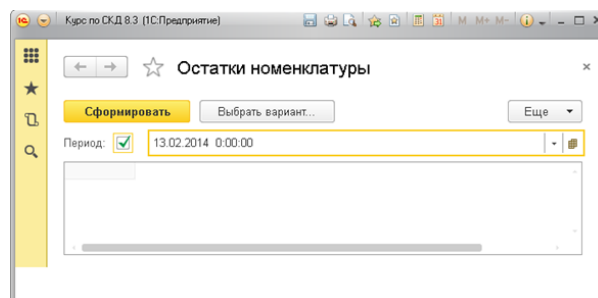 Курс по СКД 8.3 (1С:Предприятие)
M M+ M-
Остатки номенклатуры
Сформировать Выбрать вариант... Еще
Период: 13.02.2014 0:00:00